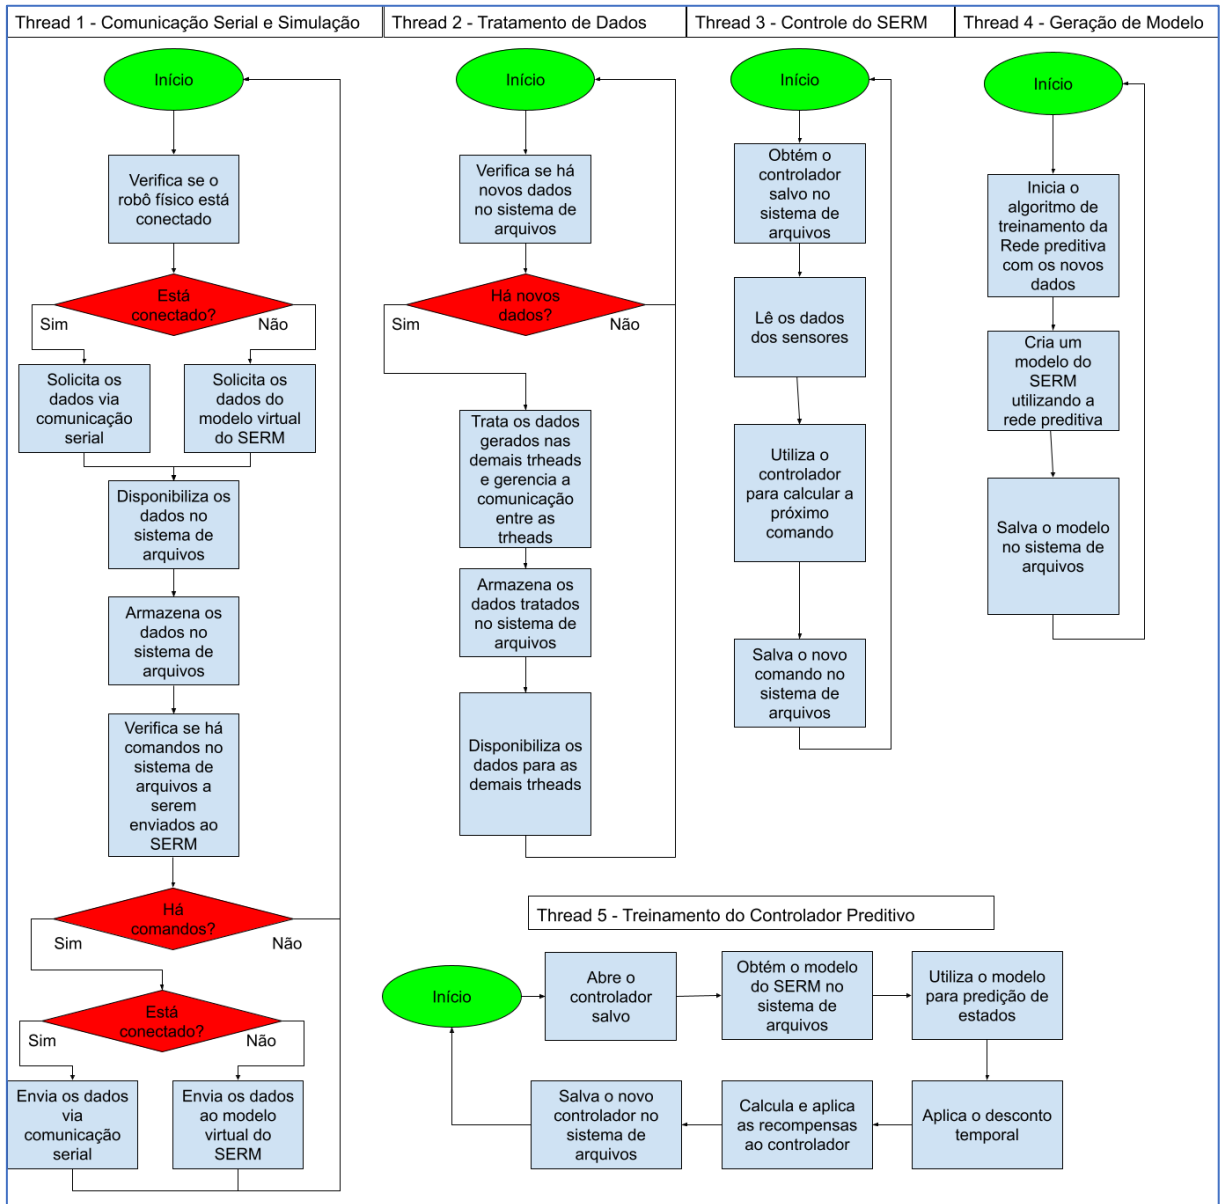 Thread 1 - Comunicação Serial e Simulação
Início
Verifica se o
robô físico está
conectado
Está
conectado?
Sim
Não
Solicita os
dados via
comunicação
serial
Solicita os
dados do
modelo virtual
do SERM
Disponibiliza os
dados no
sistema de
arquivos
Armazena os
dados no
sistema de
arquivos
Verifica se há
comandos no
sistema de
arquivos a
serem
enviados ao
SERM
Há
comandos?
Sim
Não
Está
conectado?
Sim
Não
Envia os dados
via
comunicação
serial
Envia os dados
ao modelo
virtual do
SERM
Thread 2 - Tratamento de Dados
Início
Verifica se há
novos dados
no sistema de
arquivos
Há novos
dados?
Sim
Não
Trata os dados
gerados nas
demais trheads
e gerencia a
comunicação
entre as
trheads
Armazena os
dados tratados
no sistema de
arquivos
Disponibiliza os
dados para as
demais trheads
Thread 3 - Controle do SERM
Início
Obtém o
controlador
salvo no
sistema de
arquivos
Lê os dados
dos sensores
Utiliza o
controlador
para calcular a
próximo
comando
Salva o novo
comando no
sistema de
arquivos
Thread 4 - Geração de Modelo
Início
Inicia o
algoritmo de
treinamento da
Rede preditiva
com os novos
dados
Cria um
modelo do
SERM
utilizando a
rede preditiva
Salva o modelo
no sistema de
arquivos
Thread 5 - Treinamento do Controlador Preditivo
Início
Abre o
controlador
salvo
Obtém o modelo
do SERM no
sistema de
arquivos
Utiliza o modelo
para predição de
estados
Aplica o desconto
temporal
Calcula e aplica
as recompensas
ao controlador
Salva o novo
controlador no
sistema de
arquivos